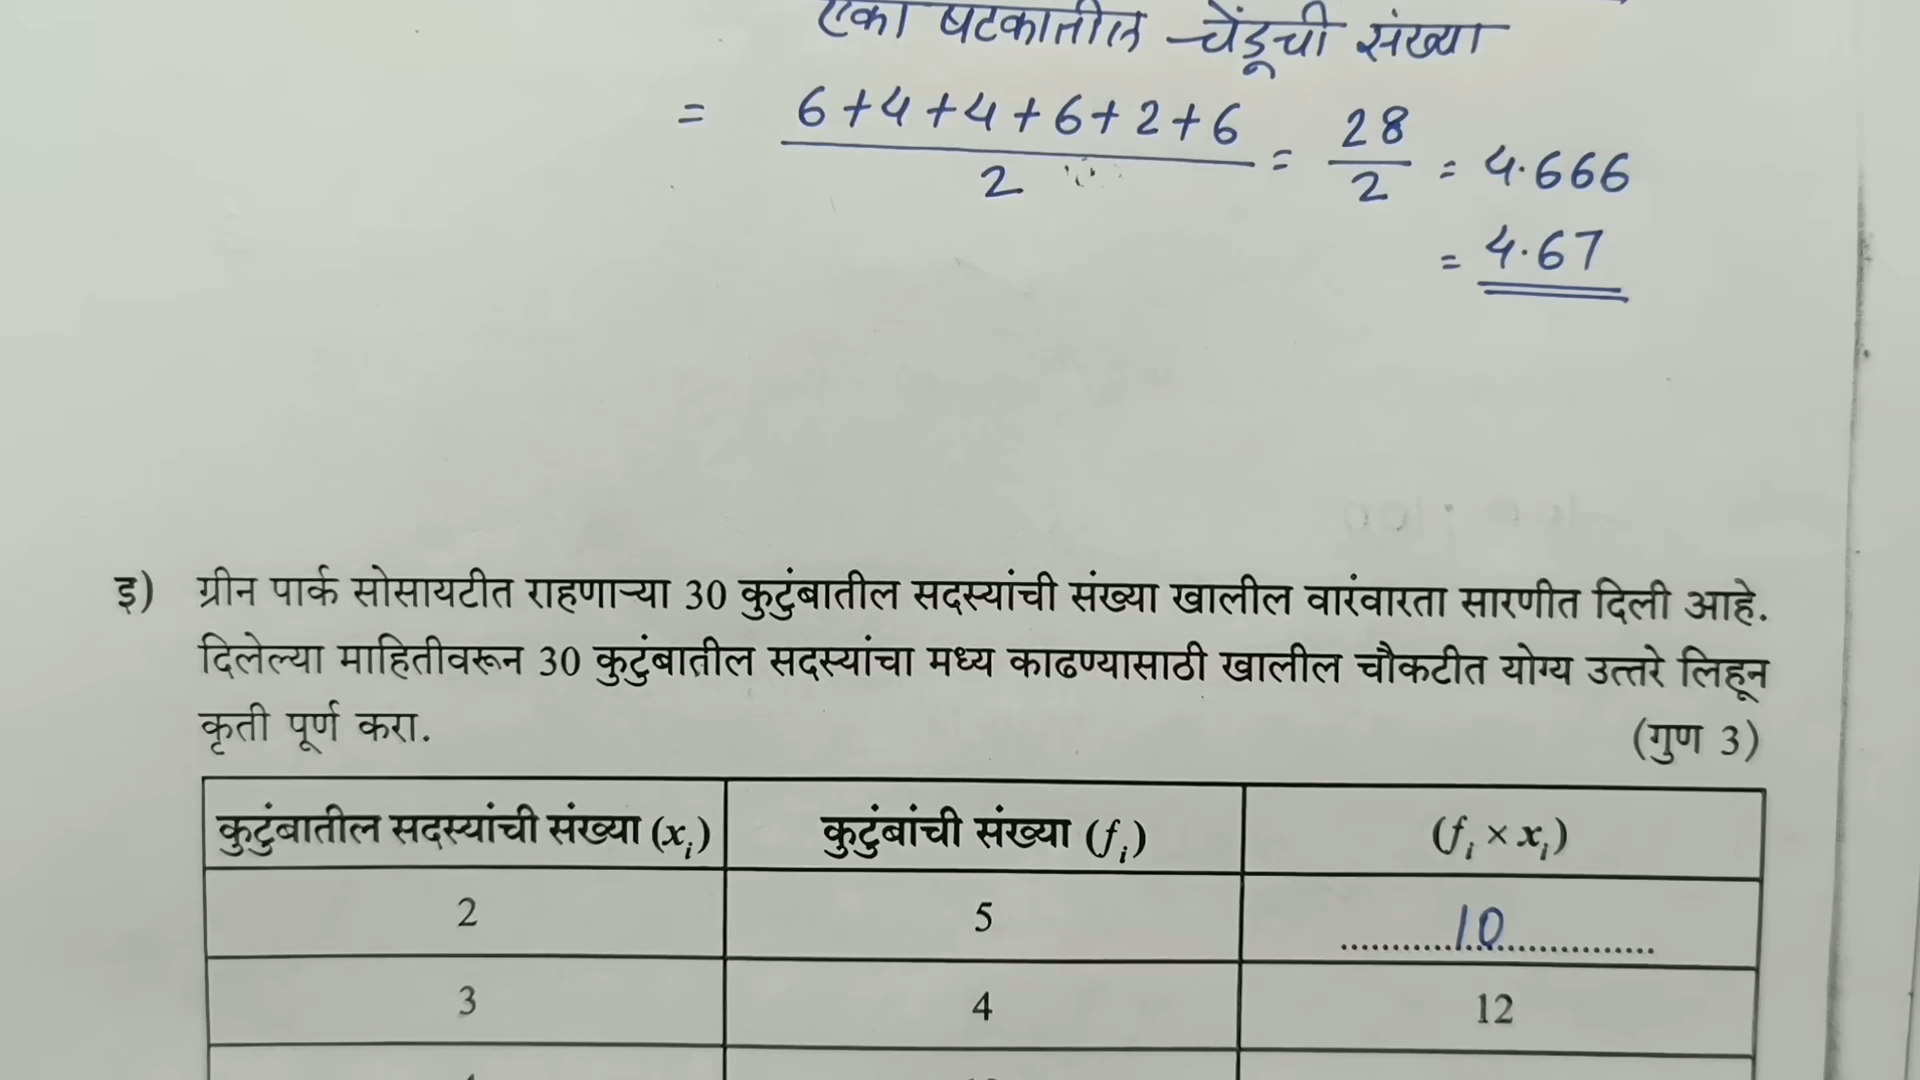 एका षटकातील चेंडूची संख्या
= 6+4+4+6+2+6 / 2 = 28 / 2 = 4.666
= 4.67
इ) ग्रीन पार्क सोसायटीत राहणाऱ्या 30 कुटुंबातील सदस्यांची संख्या खालील वारंवारता सारणीत दिली आहे.
दिलेल्या माहितीवरून 30 कुटुंबातील सदस्यांचा मध्य काढण्यासाठी खालील चौकटीत योग्य उत्तरे लिहून
कृती पूर्ण करा. (गुण 3)
कुटुंबातील सदस्यांची संख्या (xᵢ) कुटुंबांची संख्या (fᵢ) (fᵢ × xᵢ)
2 5 10
3 4 12